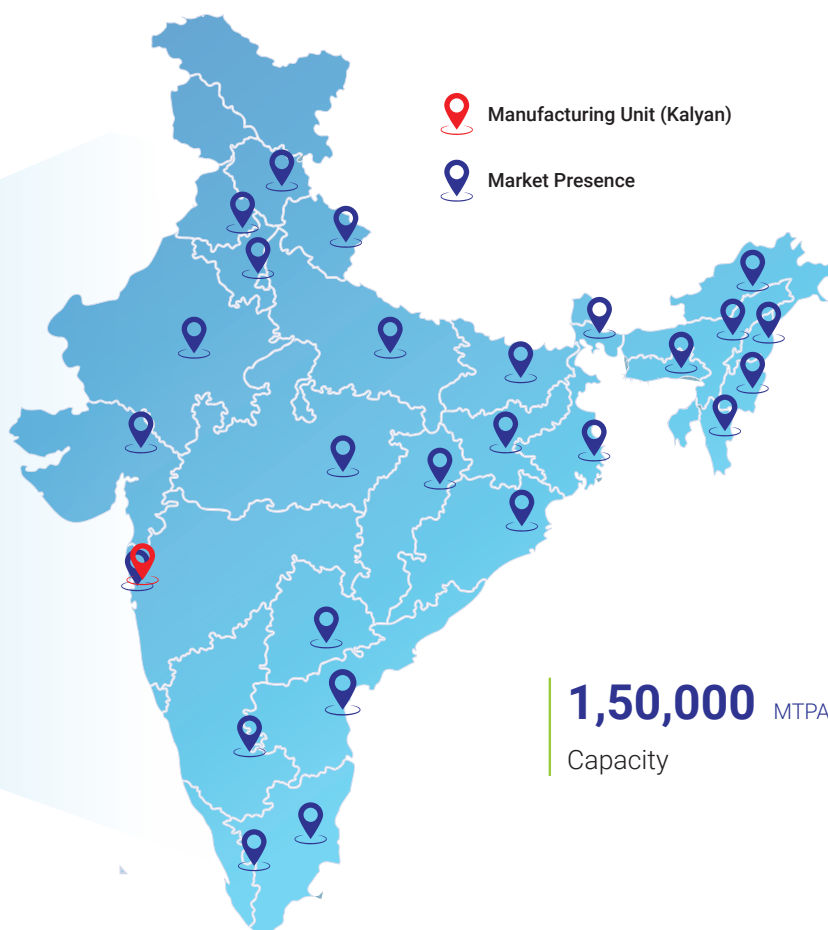 Manufacturing Unit (Kalyan)
Market Presence
1,50,000 MTPA
Capacity